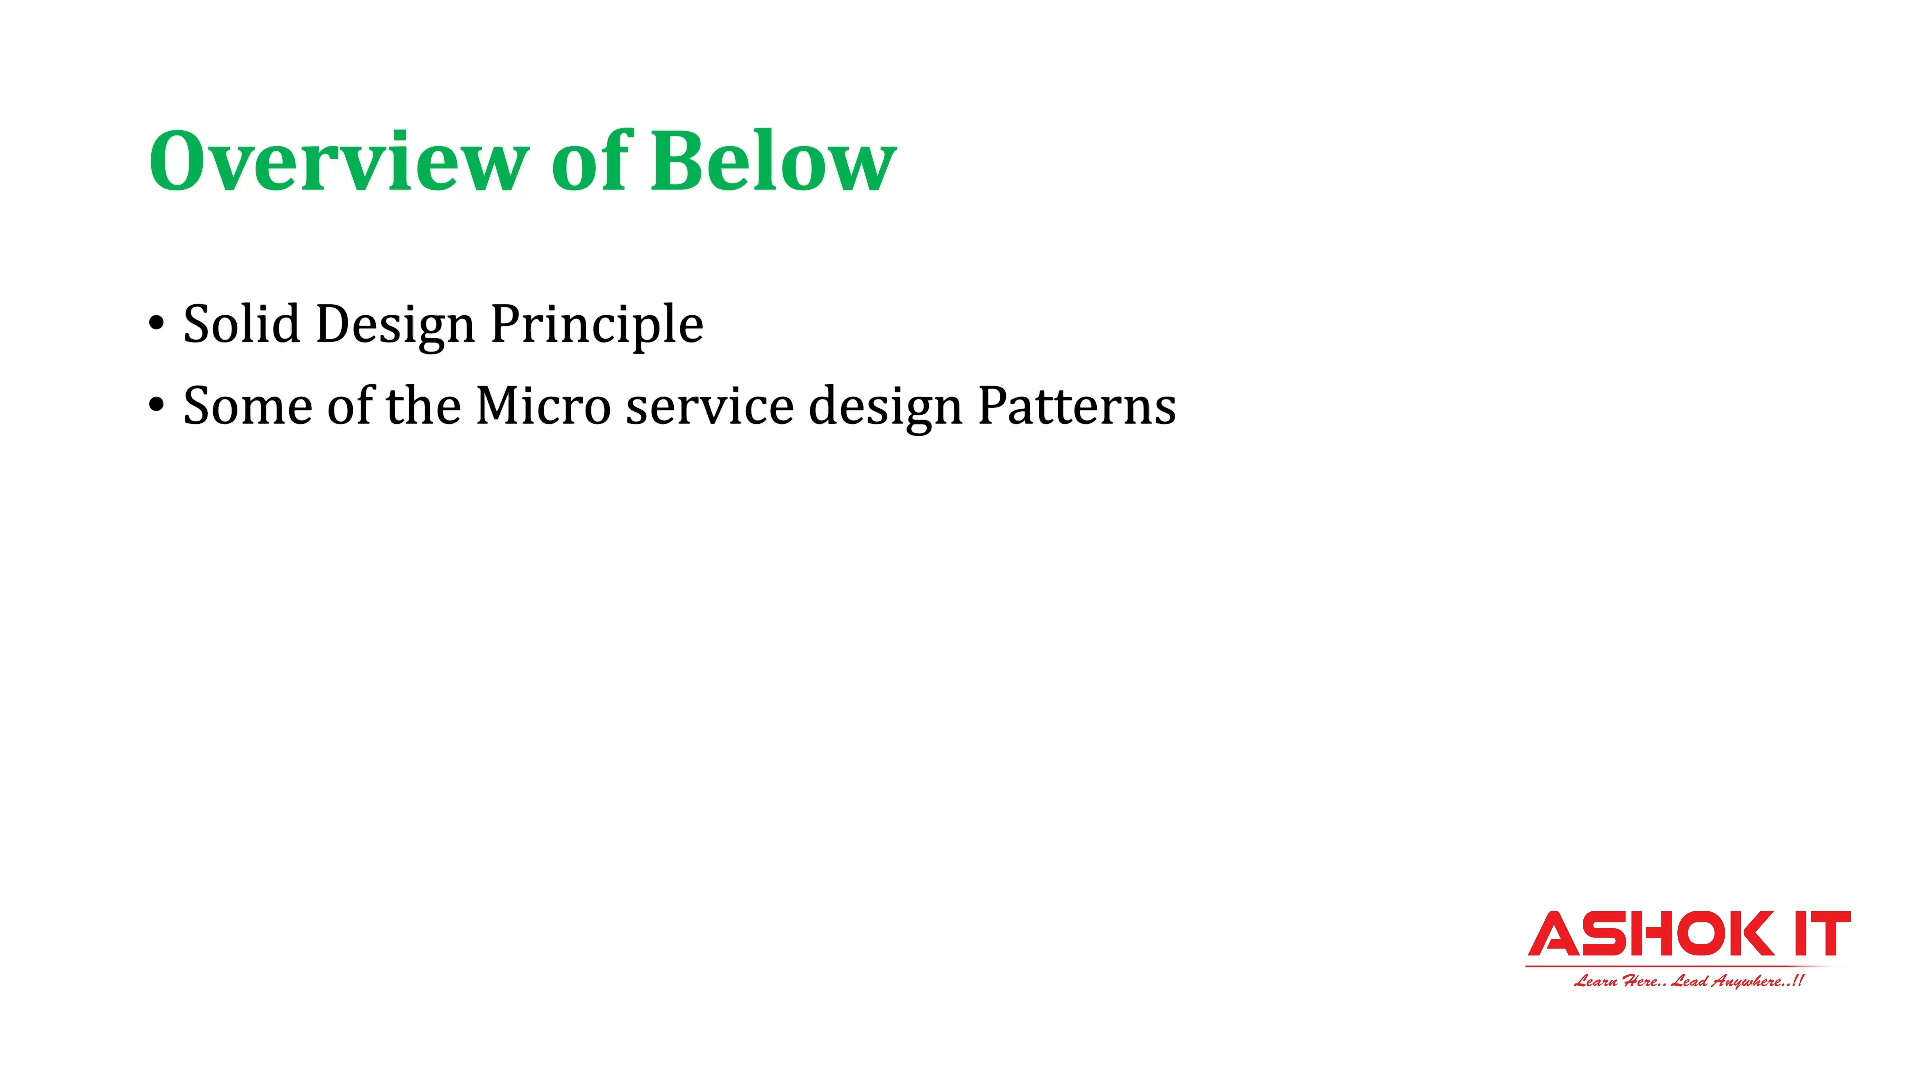 Overview of Below
• Solid Design Principle
• Some of the Micro service design Patterns
ASHOK IT
Learn Here.. Lead Anywhere..!!